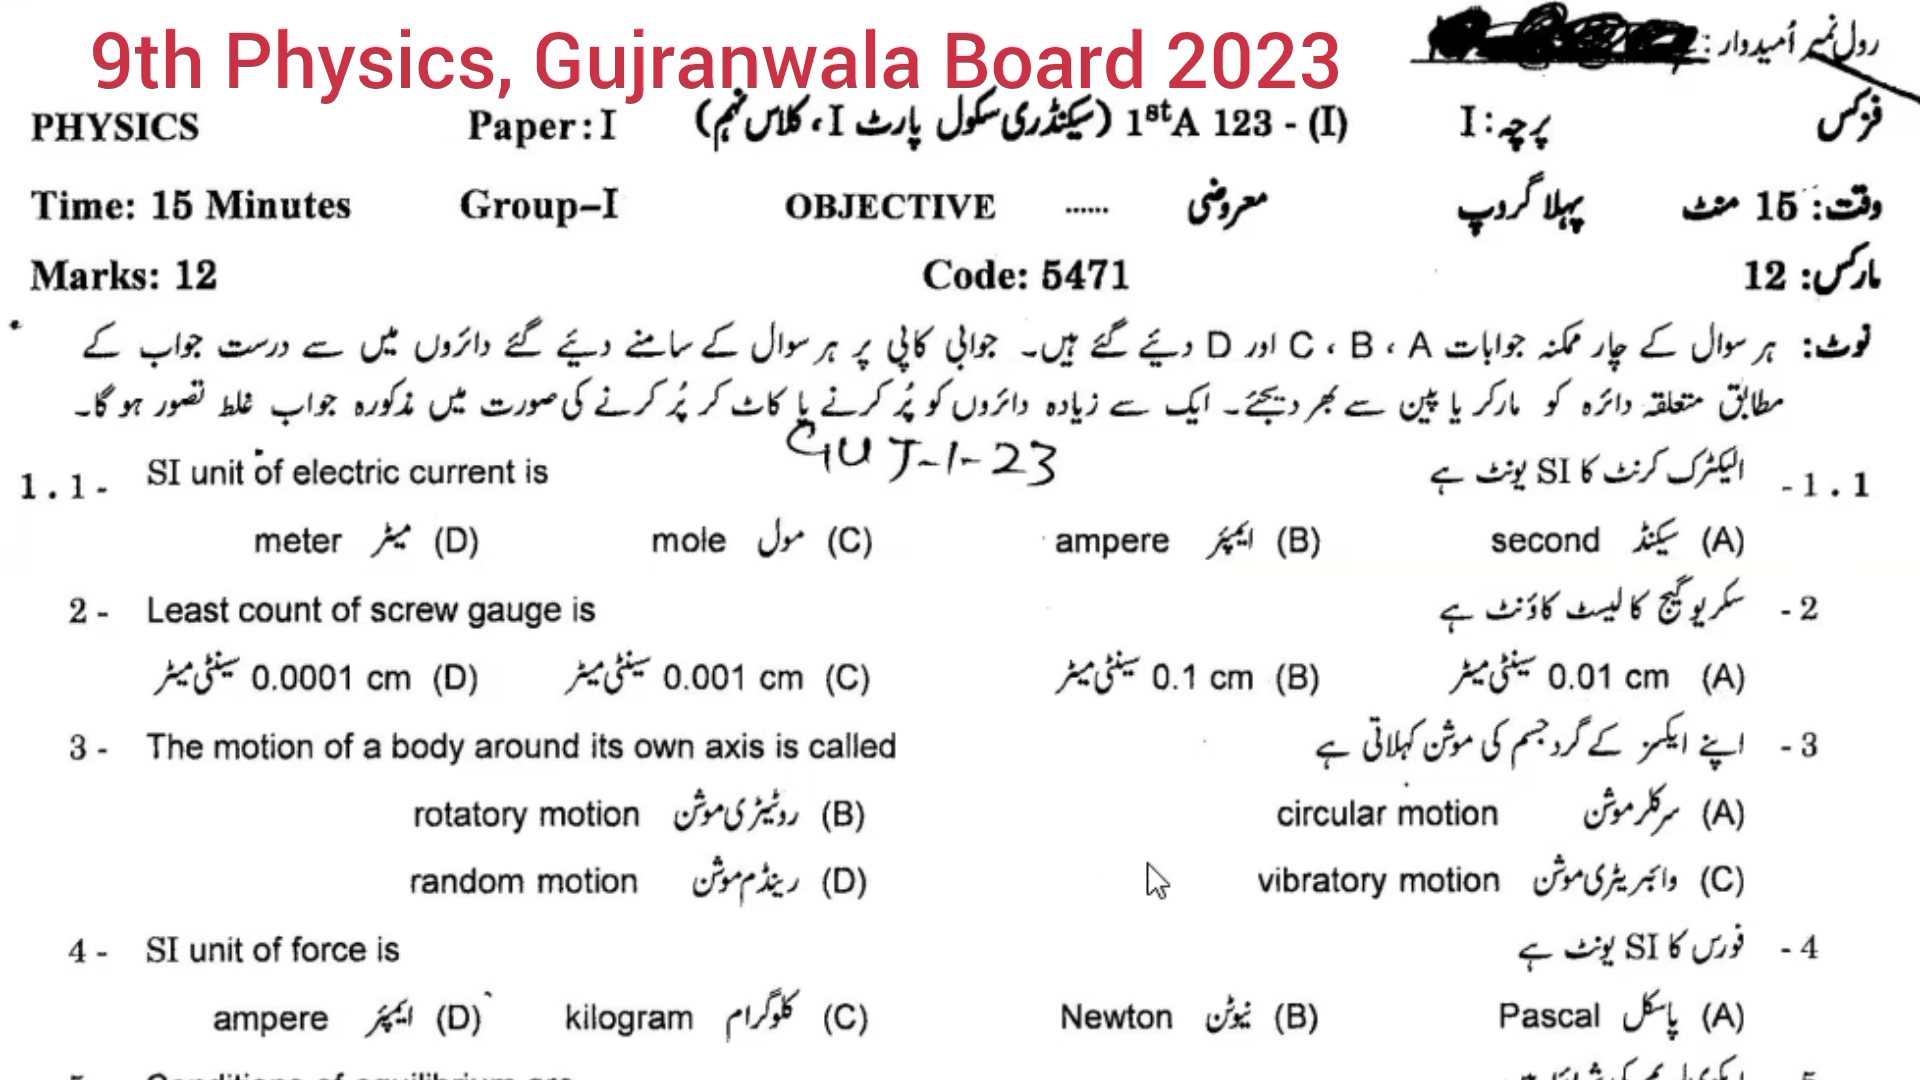 9th Physics, Gujranwala Board 2023
رول نمبر اُمیدوار:
PHYSICS Paper: I 1stA 123 - (I) (سیکنڈری سکول پارٹ I، کلاس نہم) پرچہ: I فزکس
Time: 15 Minutes Group–I OBJECTIVE ...... معروضی پہلا گروپ وقت: 15 منٹ
Marks: 12 Code: 5471 مارکس: 12
نوٹ: ہر سوال کے چار ممکنہ جوابات A ، B ، C اور D دیئے گئے ہیں۔ جوابی کاپی پر ہر سوال کے سامنے دیئے گئے دائروں میں سے درست جواب کے
مطابق متعلقہ دائرہ کو مارکر یا پین سے بھر دیجئے۔ ایک سے زیادہ دائروں کو پُر کرنے یا کاٹ کر پُر کرنے کی صورت میں مذکورہ جواب غلط تصور ہو گا۔
GUJ-1-23
1.1- SI unit of electric current is الیکٹرک کرنٹ کا SI یونٹ ہے -1.1
meter میٹر (D) mole مول (C) ampere ایمپئر (B) second سیکنڈ (A)
2- Least count of screw gauge is سکریو گیج کا لیسٹ کاؤنٹ ہے -2
سینٹی میٹر 0.0001 cm (D) سینٹی میٹر 0.001 cm (C) سینٹی میٹر 0.1 cm (B) سینٹی میٹر 0.01 cm (A)
3- The motion of a body around its own axis is called اپنے ایکسز کے گرد جسم کی موشن کہلاتی ہے -3
rotatory motion روٹیٹری موشن (B) circular motion سرکلر موشن (A)
random motion رینڈم موشن (D) vibratory motion وائبریٹری موشن (C)
4- SI unit of force is فورس کا SI یونٹ ہے -4
ampere ایمپئر (D) kilogram کلوگرام (C) Newton نیوٹن (B) Pascal پاسکل (A)
5- Conditions of equilibrium are